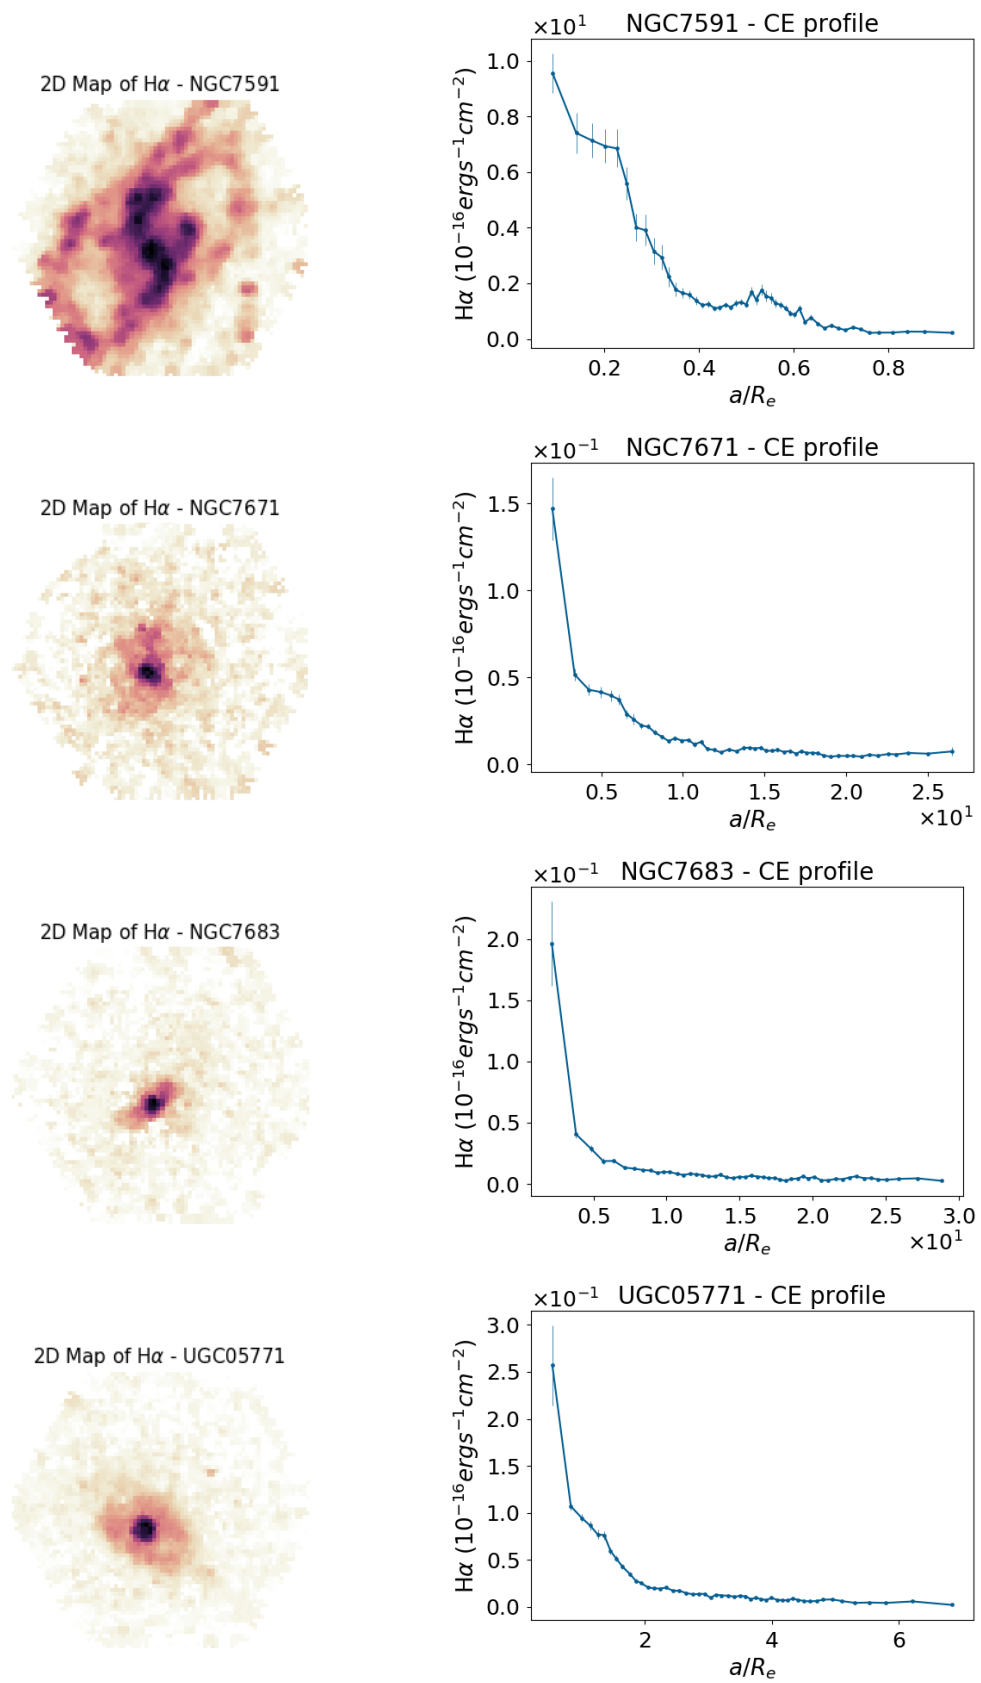 ×10¹ NGC7591 - CE profile
2D Map of Hα - NGC7591
Hα (10⁻¹⁶ergs⁻¹cm⁻²)
1.0
0.8
0.6
0.4
0.2
0.0
0.2 0.4 0.6 0.8
a/Rₑ
×10⁻¹ NGC7671 - CE profile
2D Map of Hα - NGC7671
Hα (10⁻¹⁶ergs⁻¹cm⁻²)
1.5
1.0
0.5
0.0
0.5 1.0 1.5 2.0 2.5
a/Rₑ ×10¹
×10⁻¹ NGC7683 - CE profile
2D Map of Hα - NGC7683
Hα (10⁻¹⁶ergs⁻¹cm⁻²)
2.0
1.5
1.0
0.5
0.0
0.5 1.0 1.5 2.0 2.5 3.0
a/Rₑ ×10¹
×10⁻¹ UGC05771 - CE profile
2D Map of Hα - UGC05771
Hα (10⁻¹⁶ergs⁻¹cm⁻²)
3.0
2.5
2.0
1.5
1.0
0.5
0.0
2 4 6
a/Rₑ